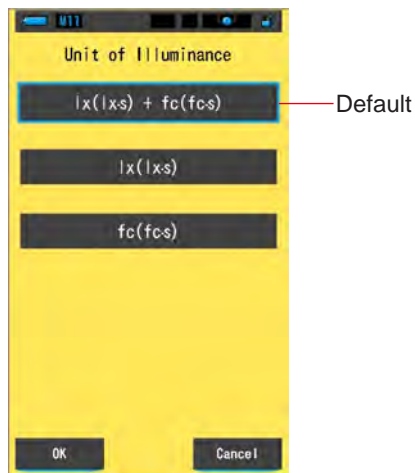 M11
Unit of Illuminance
lx(lx·s) + fc(fc·s)
Default
lx(lx·s)
fc(fc·s)
OK
Cancel